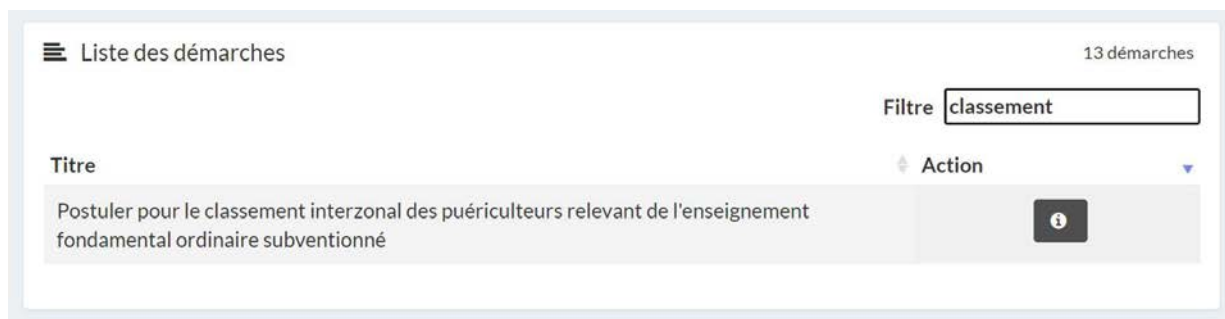 Liste des démarches
13 démarches
Filtre classement
Titre Action
Postuler pour le classement interzonal des puériculteurs relevant de l'enseignement
fondamental ordinaire subventionné